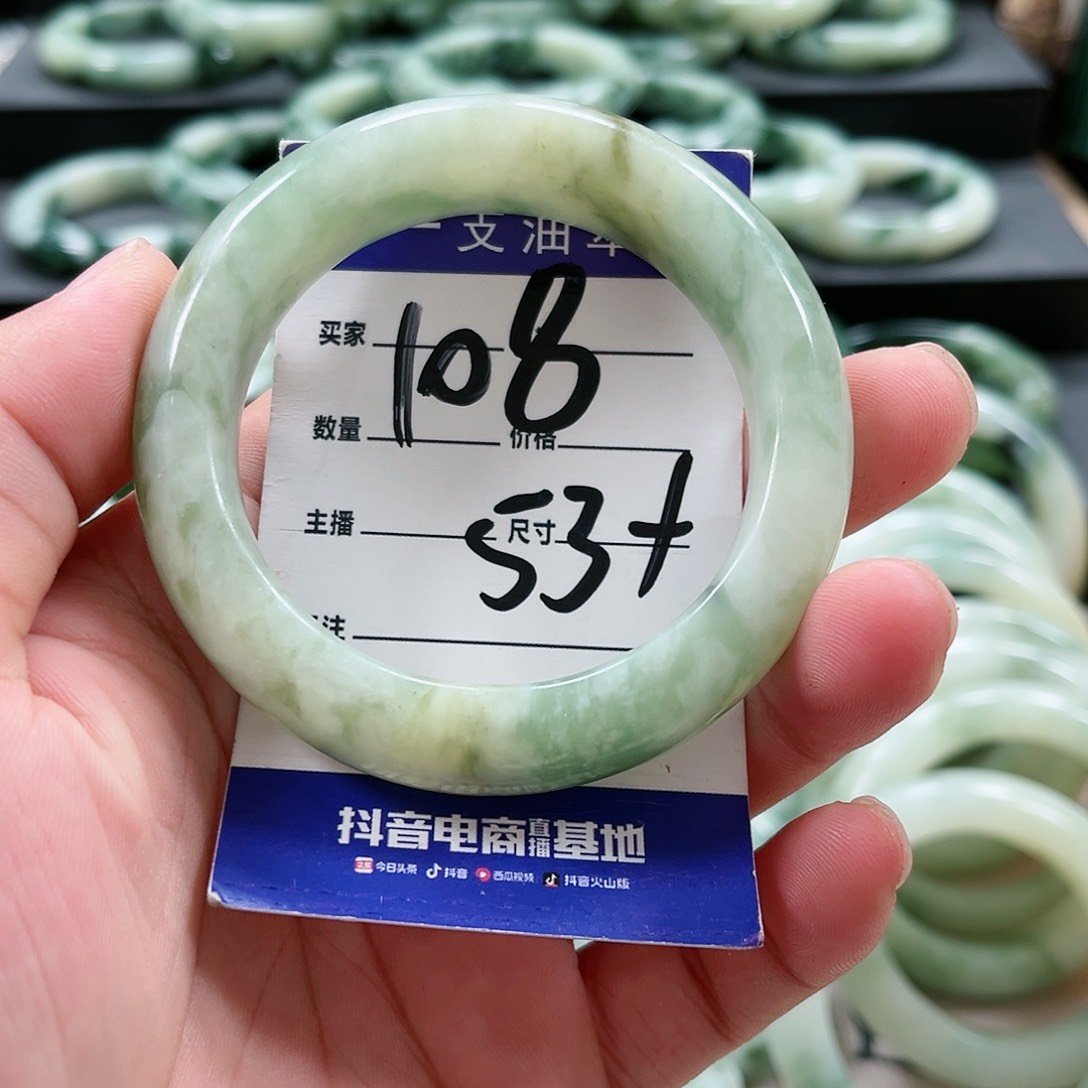 一支油
买家
108
数量 价格
主播 尺寸
53+
注
抖音电商直播基地
今日头条 抖音 西瓜视频 抖音火山版